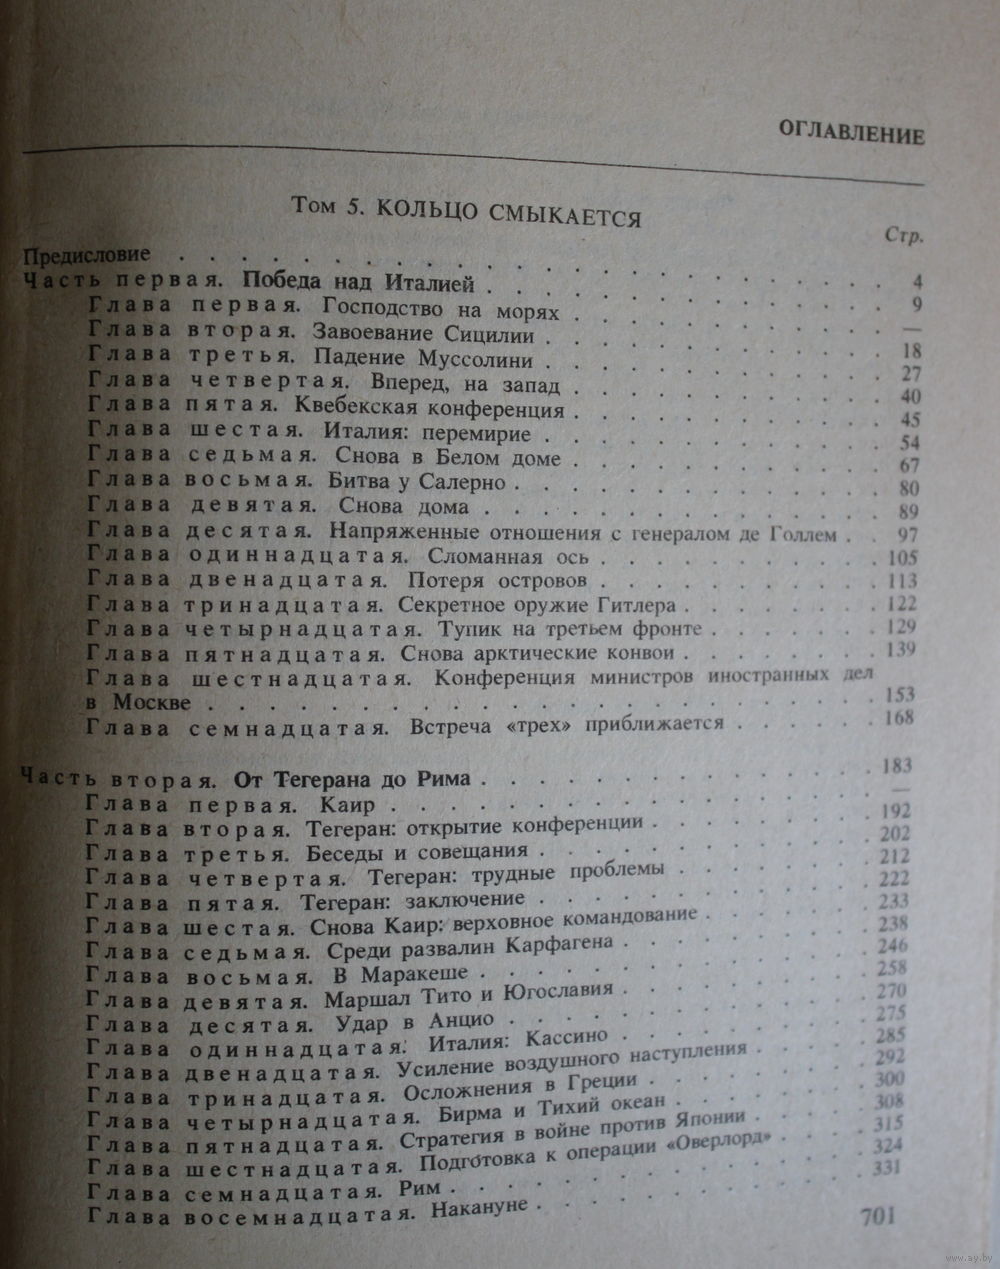 ОГЛАВЛЕНИЕ
Том 5. КОЛЬЦО СМЫКАЕТСЯ
Стр.
Предисловие . . . . . . . . . . 4
Часть первая. Победа над Италией . . . . . . . . . . 9
Глава первая. Господство на морях . . . . . . . . . . —
Глава вторая. Завоевание Сицилии . . . . . . . . . . 18
Глава третья. Падение Муссолини . . . . . . . . . . 27
Глава четвертая. Вперед, на запад . . . . . . . . . . 40
Глава пятая. Квебекская конференция . . . . . . . . . . 45
Глава шестая. Италия: перемирие . . . . . . . . . . 54
Глава седьмая. Снова в Белом доме . . . . . . . . . . 67
Глава восьмая. Битва у Салерно . . . . . . . . . . 80
Глава девятая. Снова дома . . . . . . . . . . 89
Глава десятая. Напряженные отношения с генералом де Голлем . . 97
Глава одиннадцатая. Сломанная ось . . . . . . . . . . 105
Глава двенадцатая. Потеря островов . . . . . . . . . . 113
Глава тринадцатая. Секретное оружие Гитлера . . . . . . . 122
Глава четырнадцатая. Тупик на третьем фронте . . . . . . . 129
Глава пятнадцатая. Снова арктические конвои . . . . . . . 139
Глава шестнадцатая. Конференция министров иностранных дел
в Москве . . . . . . . . . . 153
Глава семнадцатая. Встреча «трех» приближается . . . . . . 168
Часть вторая. От Тегерана до Рима . . . . . . . . . . 183
Глава первая. Каир . . . . . . . . . . —
Глава вторая. Тегеран: открытие конференции . . . . . . . 192
Глава третья. Беседы и совещания . . . . . . . . . . 202
Глава четвертая. Тегеран: трудные проблемы . . . . . . . 212
Глава пятая. Тегеран: заключение . . . . . . . . . . 222
Глава шестая. Снова Каир: верховное командование . . . . . . 233
Глава седьмая. Среди развалин Карфагена . . . . . . . . 238
Глава восьмая. В Маракеше . . . . . . . . . . 246
Глава девятая. Маршал Тито и Югославия . . . . . . . . 258
Глава десятая. Удар в Анцио . . . . . . . . . . 270
Глава одиннадцатая. Италия: Кассино . . . . . . . . 275
Глава двенадцатая. Усиление воздушного наступления . . . . 285
Глава тринадцатая. Осложнения в Греции . . . . . . . 292
Глава четырнадцатая. Бирма и Тихий океан . . . . . . 300
Глава пятнадцатая. Стратегия в войне против Японии . . . . 308
Глава шестнадцатая. Подготовка к операции «Оверлорд» . . . . 315
Глава семнадцатая. Рим . . . . . . . . . . 324
Глава восемнадцатая. Накануне . . . . . . . . . . 331
701
www.ay.by